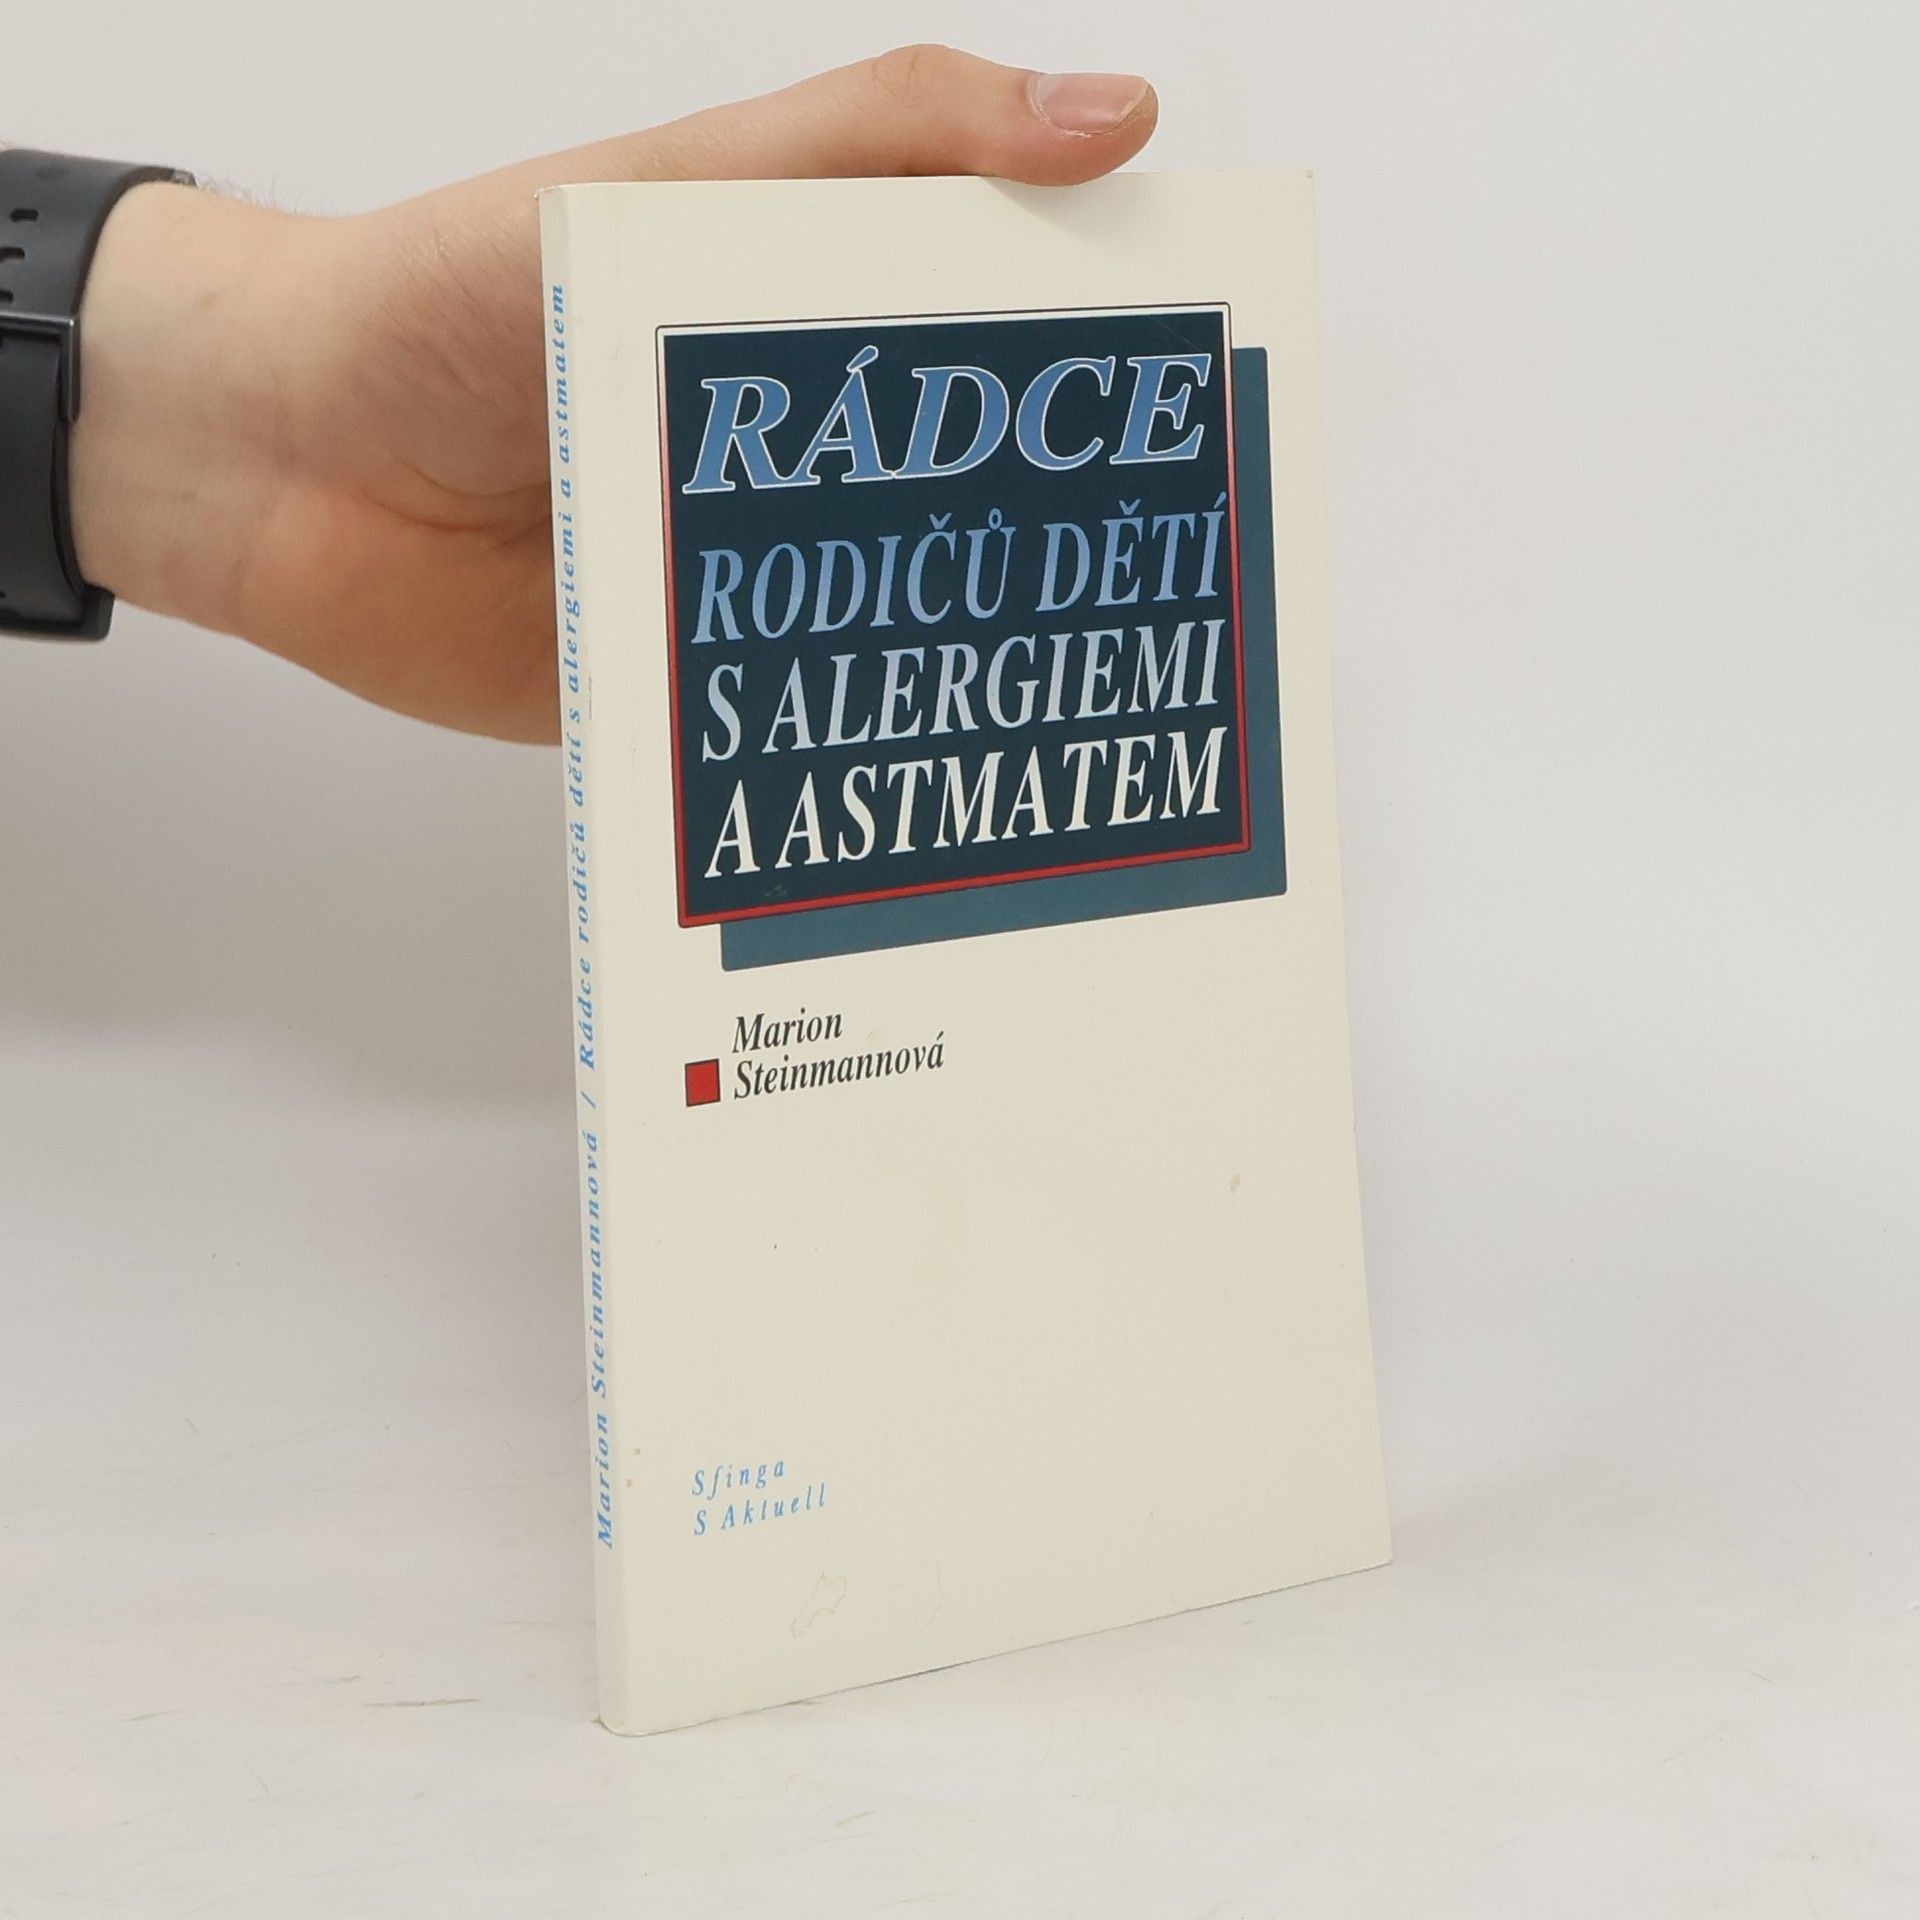 RÁDCE
RODIČŮ DĚTÍ
S ALERGIEMI
A ASTMATEM
Marion
Steinmannová
Sfinga
S Aktuell
Marion Steinmannová / Rádce rodičů dětí s alergiemi a astmatem